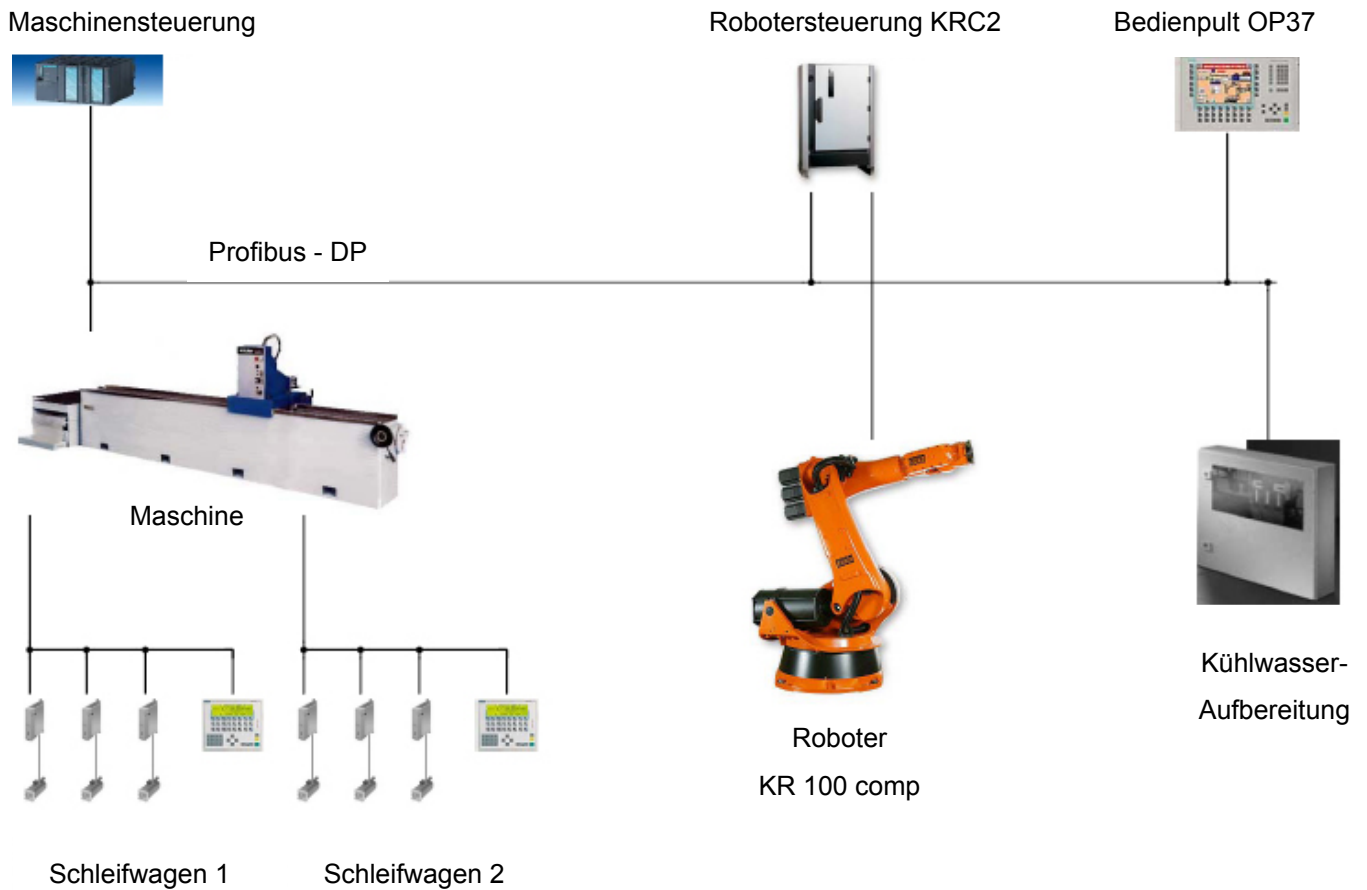 Maschinensteuerung
Robotersteuerung KRC2
Bedienpult OP37
Profibus - DP
Maschine
Kühlwasser-
Aufbereitung
Roboter
KR 100 comp
Schleifwagen 1
Schleifwagen 2